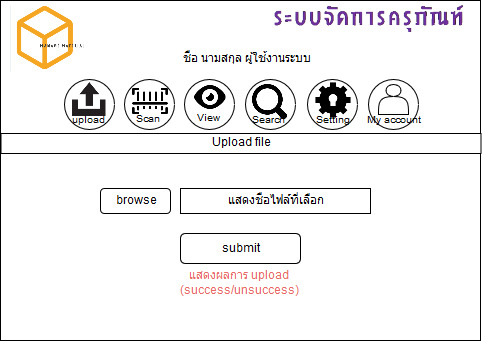 ระบบจัดการครุภัณฑ์
ชื่อ นามสกุล ผู้ใช้งานระบบ
upload Scan View Search Setting My account
Upload file
browse แสดงชื่อไฟล์ที่เลือก
submit
แสดงผลการ upload
(success/unsuccess)